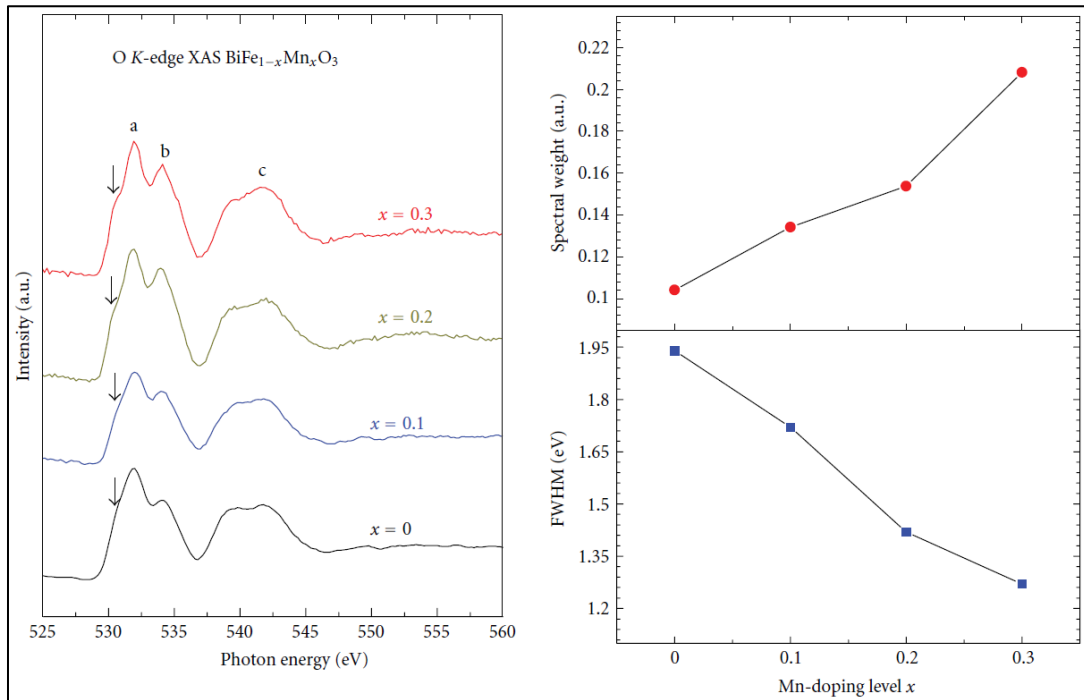 O K-edge XAS BiFe₁₋ₓMnₓO₃
a
b
c
x = 0.3
x = 0.2
x = 0.1
x = 0
Intensity (a.u.)
525 530 535 540 545 550 555 560
Photon energy (eV)
0.22
0.2
0.18
0.16
0.14
0.12
0.1
Spectral weight (a.u.)
1.95
1.8
1.65
1.5
1.35
1.2
FWHM (eV)
0 0.1 0.2 0.3
Mn-doping level x